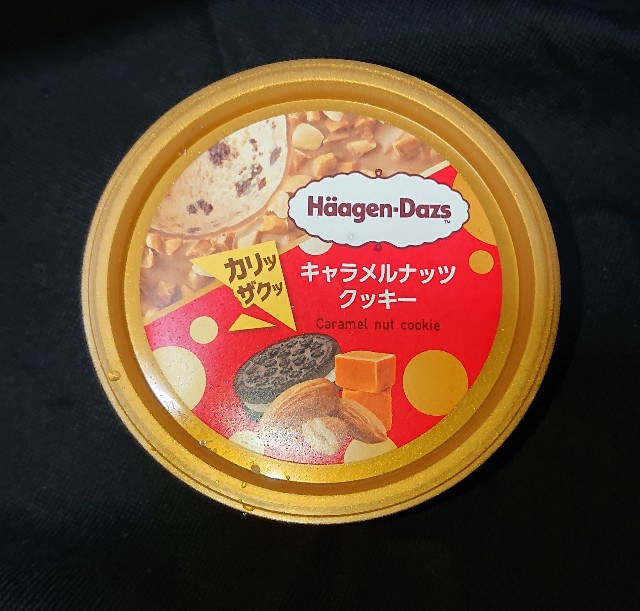 Häagen-Dazs
TM
カリッ
ザクッ
キャラメルナッツ
クッキー
Caramel nut cookie